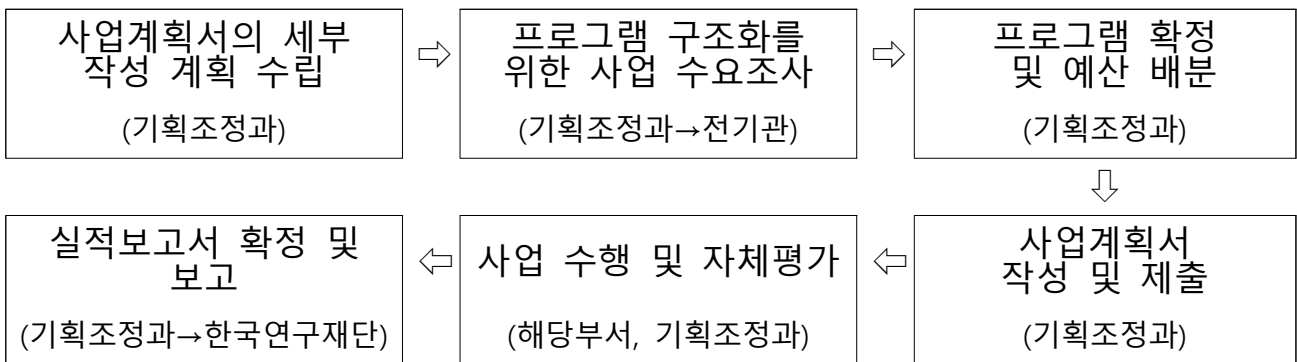 사업계획서의 세부
작성 계획 수립
(기획조정과)
⇨
프로그램 구조화를
위한 사업 수요조사
(기획조정과→전기관)
⇨
프로그램 확정
및 예산 배분
(기획조정과)
⇩
사업계획서
작성 및 제출
(기획조정과)
⇦
사업 수행 및 자체평가
(해당부서, 기획조정과)
⇦
실적보고서 확정 및
보고
(기획조정과→한국연구재단)